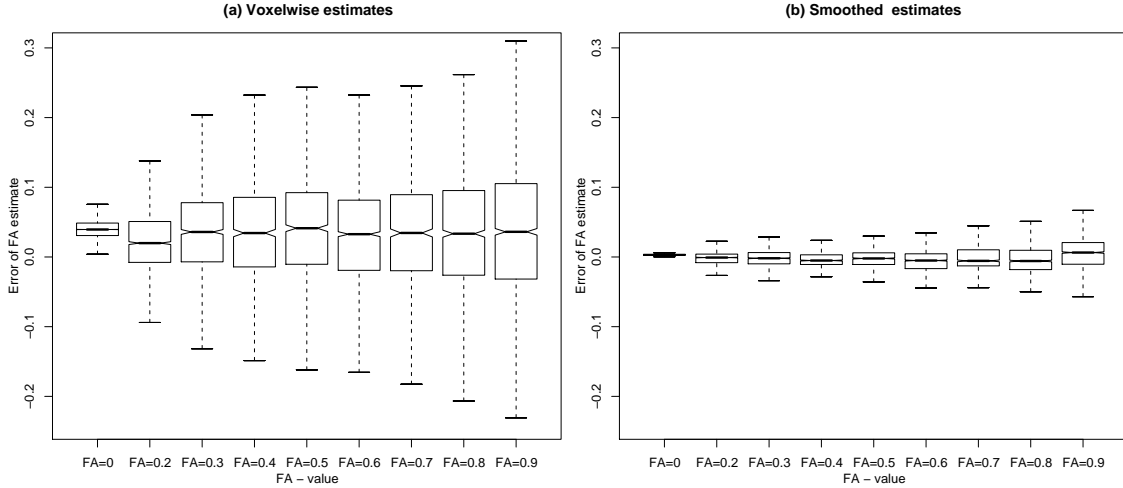 (a) Voxelwise estimates
Error of FA estimate
0.3
0.2
0.1
0.0
−0.1
−0.2
FA=0 FA=0.2 FA=0.3 FA=0.4 FA=0.5 FA=0.6 FA=0.7 FA=0.8 FA=0.9
FA − value
(b) Smoothed estimates
Error of FA estimate
0.3
0.2
0.1
0.0
−0.1
−0.2
FA=0 FA=0.2 FA=0.3 FA=0.4 FA=0.5 FA=0.6 FA=0.7 FA=0.8 FA=0.9
FA − value